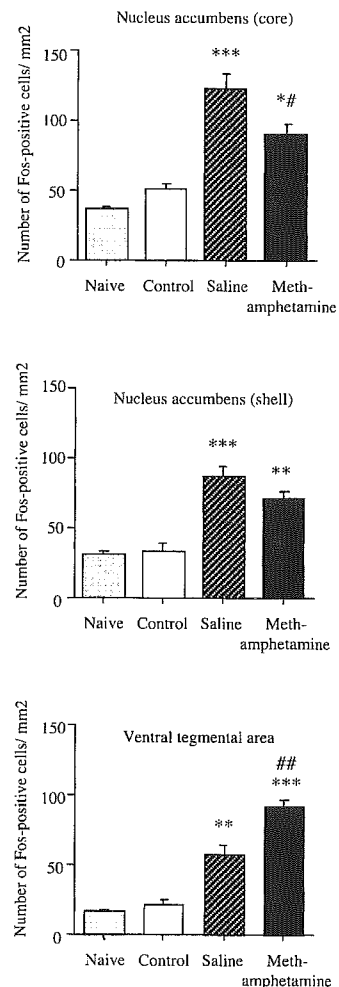 Nucleus accumbens (core)
Number of Fos-positive cells/ mm2
150
100
50
0
***
*#
Naive Control Saline Meth-
amphetamine
Nucleus accumbens (shell)
Number of Fos-positive cells/ mm2
150
100
50
0
***
**
Naive Control Saline Meth-
amphetamine
Ventral tegmental area
Number of Fos-positive cells/ mm2
150
100
50
0
**
##
***
Naive Control Saline Meth-
amphetamine